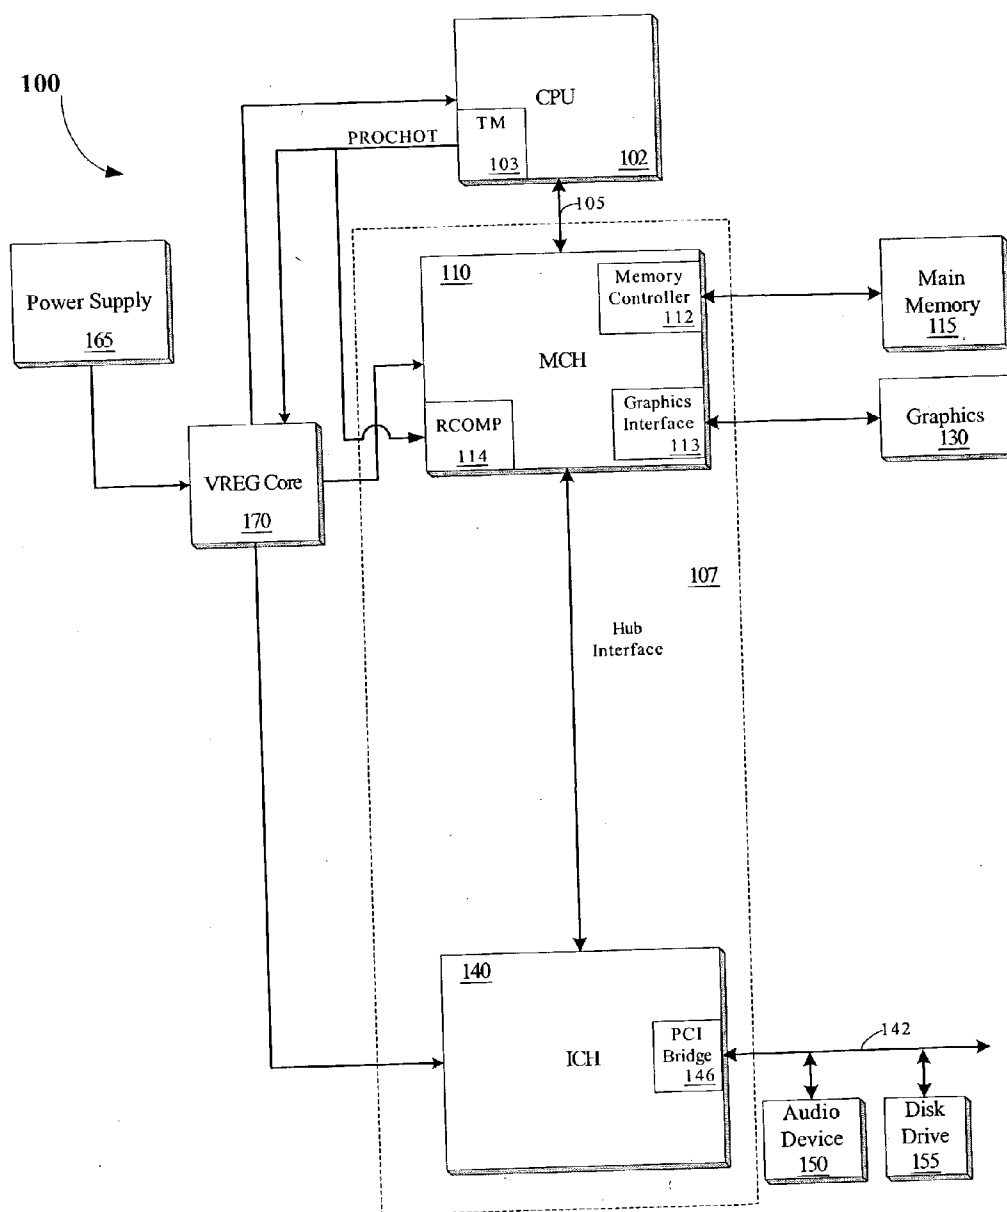 100
CPU
TM
103
102
PROCHOT
105
Power Supply
165
110
Memory
Controller
112
MCH
Main
Memory
115
RCOMP
114
Graphics
Interface
113
Graphics
130
VREG Core
170
107
Hub
Interface
140
ICH
PCI
Bridge
146
142
Audio
Device
150
Disk
Drive
155